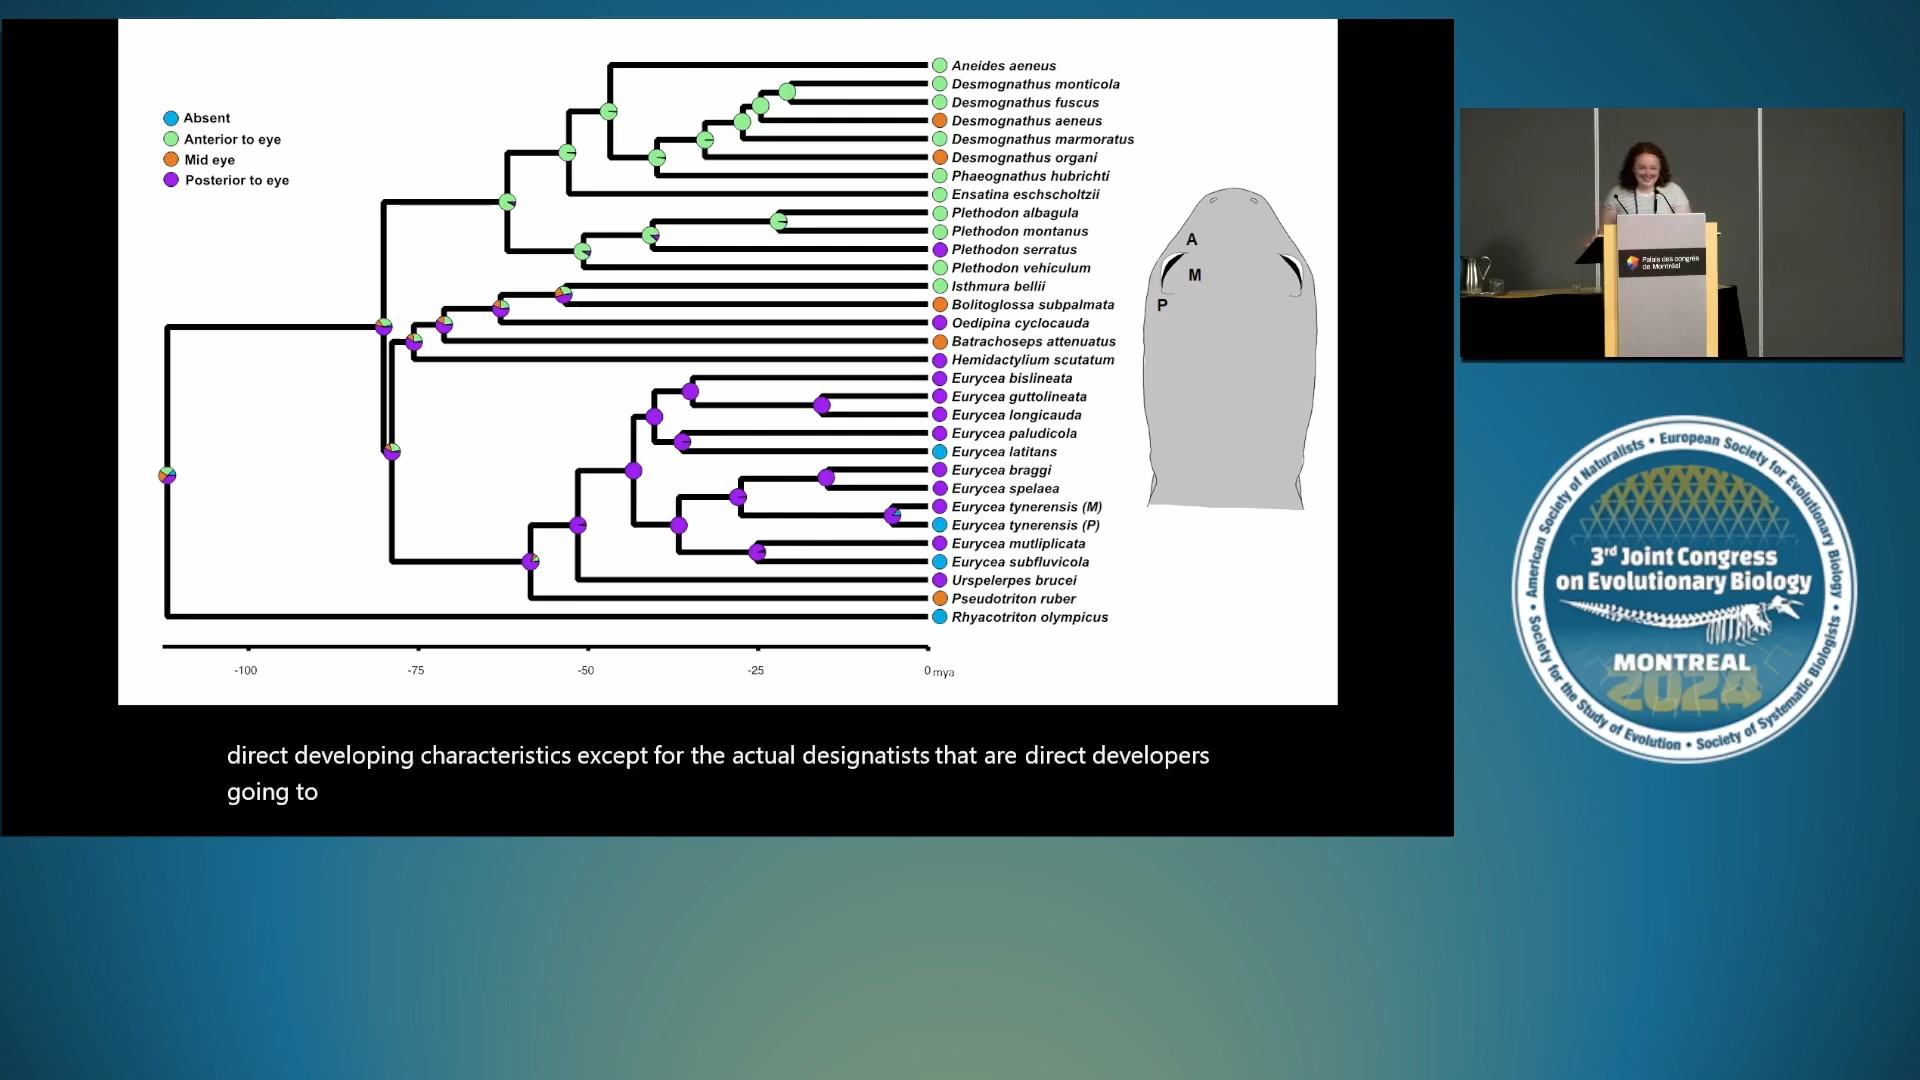 Absent
Anterior to eye
Mid eye
Posterior to eye
Aneides aeneus
Desmognathus monticola
Desmognathus fuscus
Desmognathus aeneus
Desmognathus marmoratus
Desmognathus organi
Phaeognathus hubrichti
Ensatina eschscholtzii
Plethodon albagula
Plethodon montanus
Plethodon serratus
Plethodon vehiculum
Isthmura bellii
Bolitoglossa subpalmata
Oedipina cyclocauda
Batrachoseps attenuatus
Hemidactylium scutatum
Eurycea bislineata
Eurycea guttolineata
Eurycea longicauda
Eurycea paludicola
Eurycea latitans
Eurycea braggi
Eurycea spelaea
Eurycea tynerensis (M)
Eurycea tynerensis (P)
Eurycea mutliplicata
Eurycea subfluvicola
Urspelerpes brucei
Pseudotriton ruber
Rhyacotriton olympicus
-100
-75
-50
-25
0 mya
A
M
P
direct developing characteristics except for the actual designatists that are direct developers
going to
Palais des congrès
de Montréal
American Society of Naturalists • European Society for Evolutionary Biology •
Society for the Study of Evolution • Society of Systematic Biologists •
3rd Joint Congress
on Evolutionary Biology
MONTREAL
2024